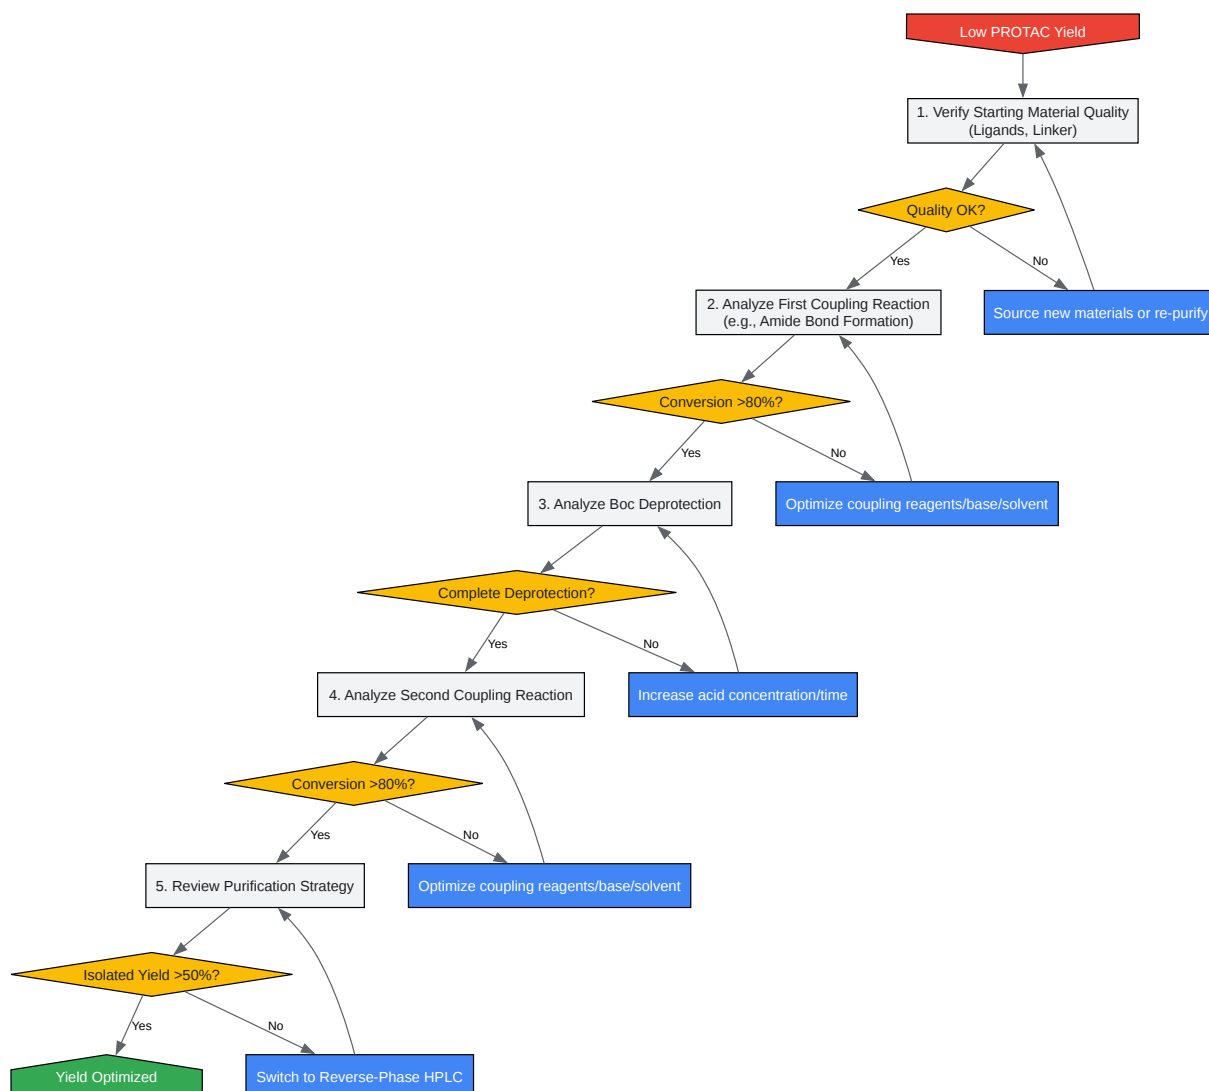 Low PROTAC Yield
1. Verify Starting Material Quality
(Ligands, Linker)
Quality OK?
Yes
No
2. Analyze First Coupling Reaction
(e.g., Amide Bond Formation)
Source new materials or re-purify
Conversion >80%?
Yes
No
3. Analyze Boc Deprotection
Optimize coupling reagents/base/solvent
Complete Deprotection?
Yes
No
4. Analyze Second Coupling Reaction
Increase acid concentration/time
Conversion >80%?
Yes
No
5. Review Purification Strategy
Optimize coupling reagents/base/solvent
Isolated Yield >50%?
Yes
No
Yield Optimized
Switch to Reverse-Phase HPLC